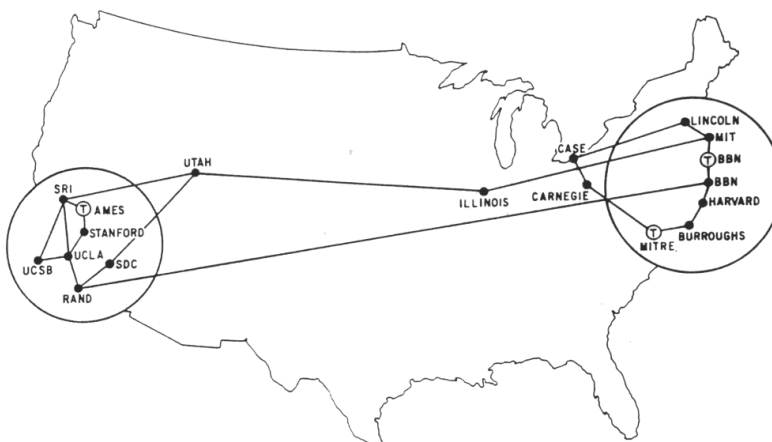 LINCOLN
MIT
CASE
T BBN
UTAH
BBN
SRI
ILLINOIS
CARNEGIE
T AMES
HARVARD
STANFORD
BURROUGHS
T
MITRE
UCLA
SDC
UCSB
RAND